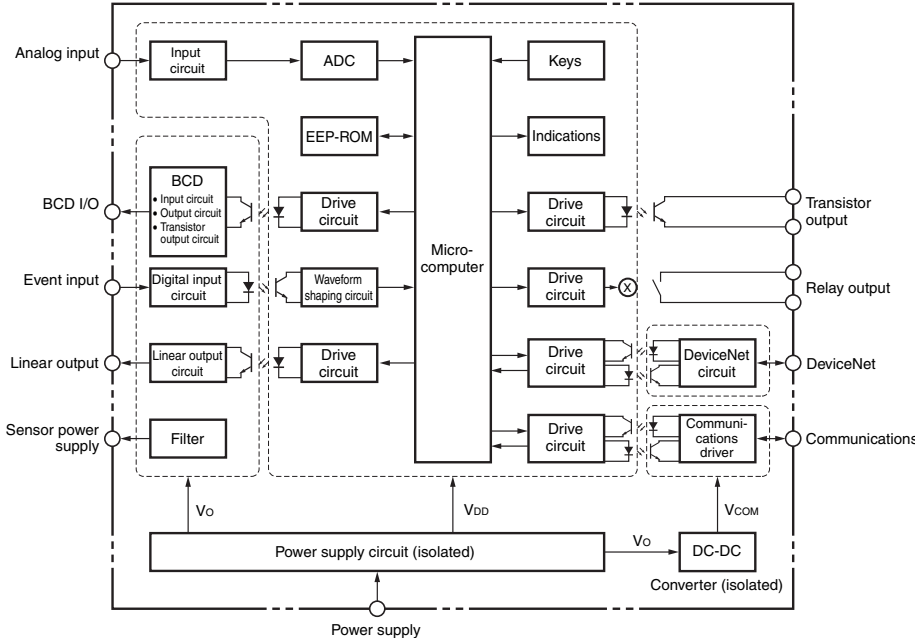 Analog input
Input
circuit
ADC
Keys
EEP-ROM
Indications
BCD I/O
BCD
• Input circuit
• Output circuit
• Transistor
output circuit
Drive
circuit
Micro-
computer
Drive
circuit
Transistor
output
Event input
Digital input
circuit
Waveform
shaping circuit
Drive
circuit
X
Relay output
Linear output
Linear output
circuit
Drive
circuit
Drive
circuit
DeviceNet
circuit
DeviceNet
Sensor power
supply
Filter
Drive
circuit
Communi-
cations
driver
Communications
VO
VDD
VCOM
Power supply circuit (isolated)
VO
DC-DC
Converter (isolated)
Power supply